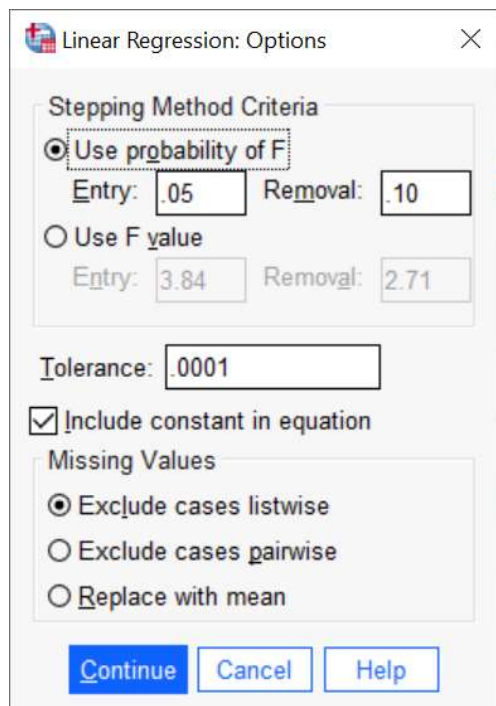 Linear Regression: Options
Stepping Method Criteria
Use probability of F
Entry: .05 Removal: .10
Use F value
Entry: 3.84 Removal: 2.71
Tolerance: .0001
Include constant in equation
Missing Values
Exclude cases listwise
Exclude cases pairwise
Replace with mean
Continue Cancel Help